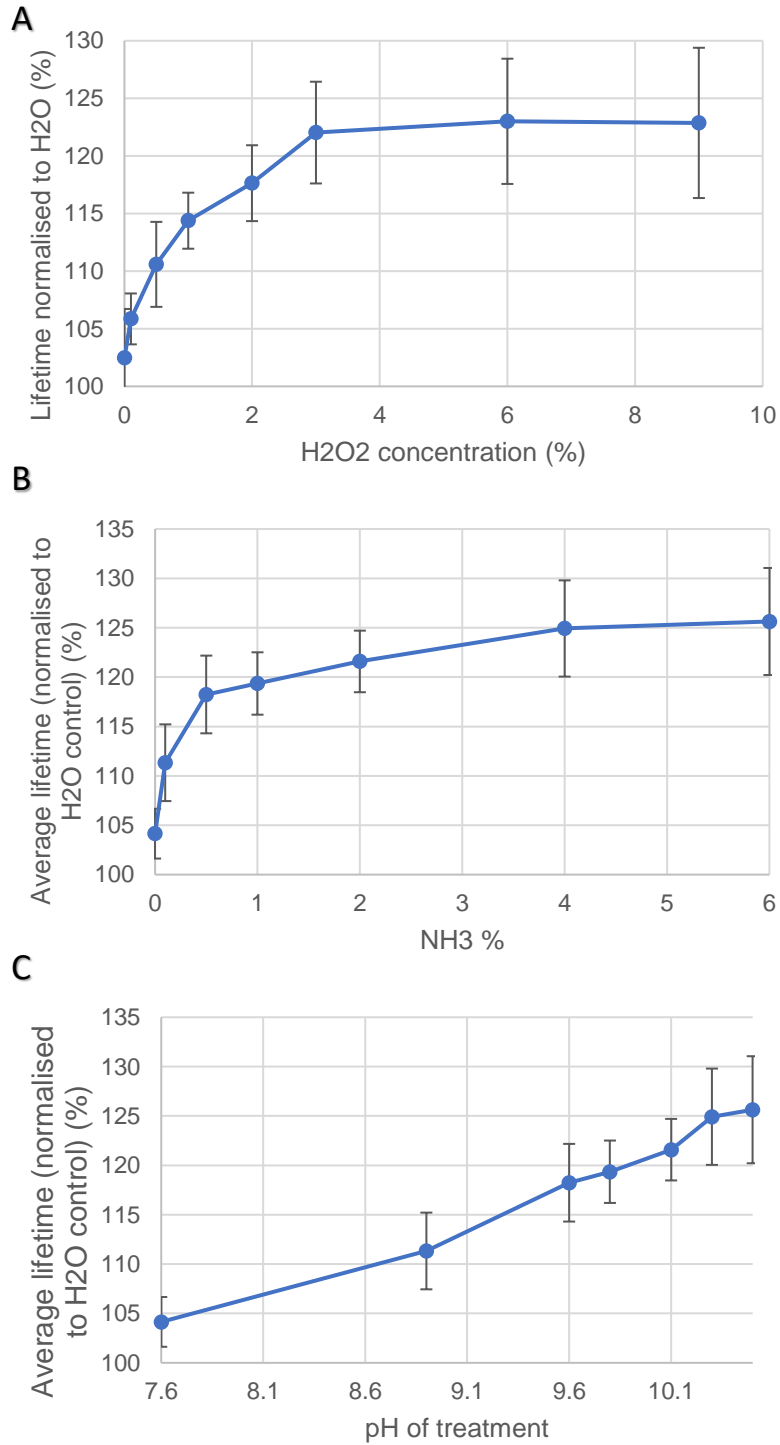 A
Lifetime normalised to H2O (%)
130
125
120
115
110
105
100
0 2 4 6 8 10
H2O2 concentration (%)
B
Average lifetime (normalised to
H2O control) (%)
135
130
125
120
115
110
105
100
0 1 2 3 4 5 6
NH3 %
C
Average lifetime (normalised
to H2O control) (%)
135
130
125
120
115
110
105
100
7.6 8.1 8.6 9.1 9.6 10.1
pH of treatment